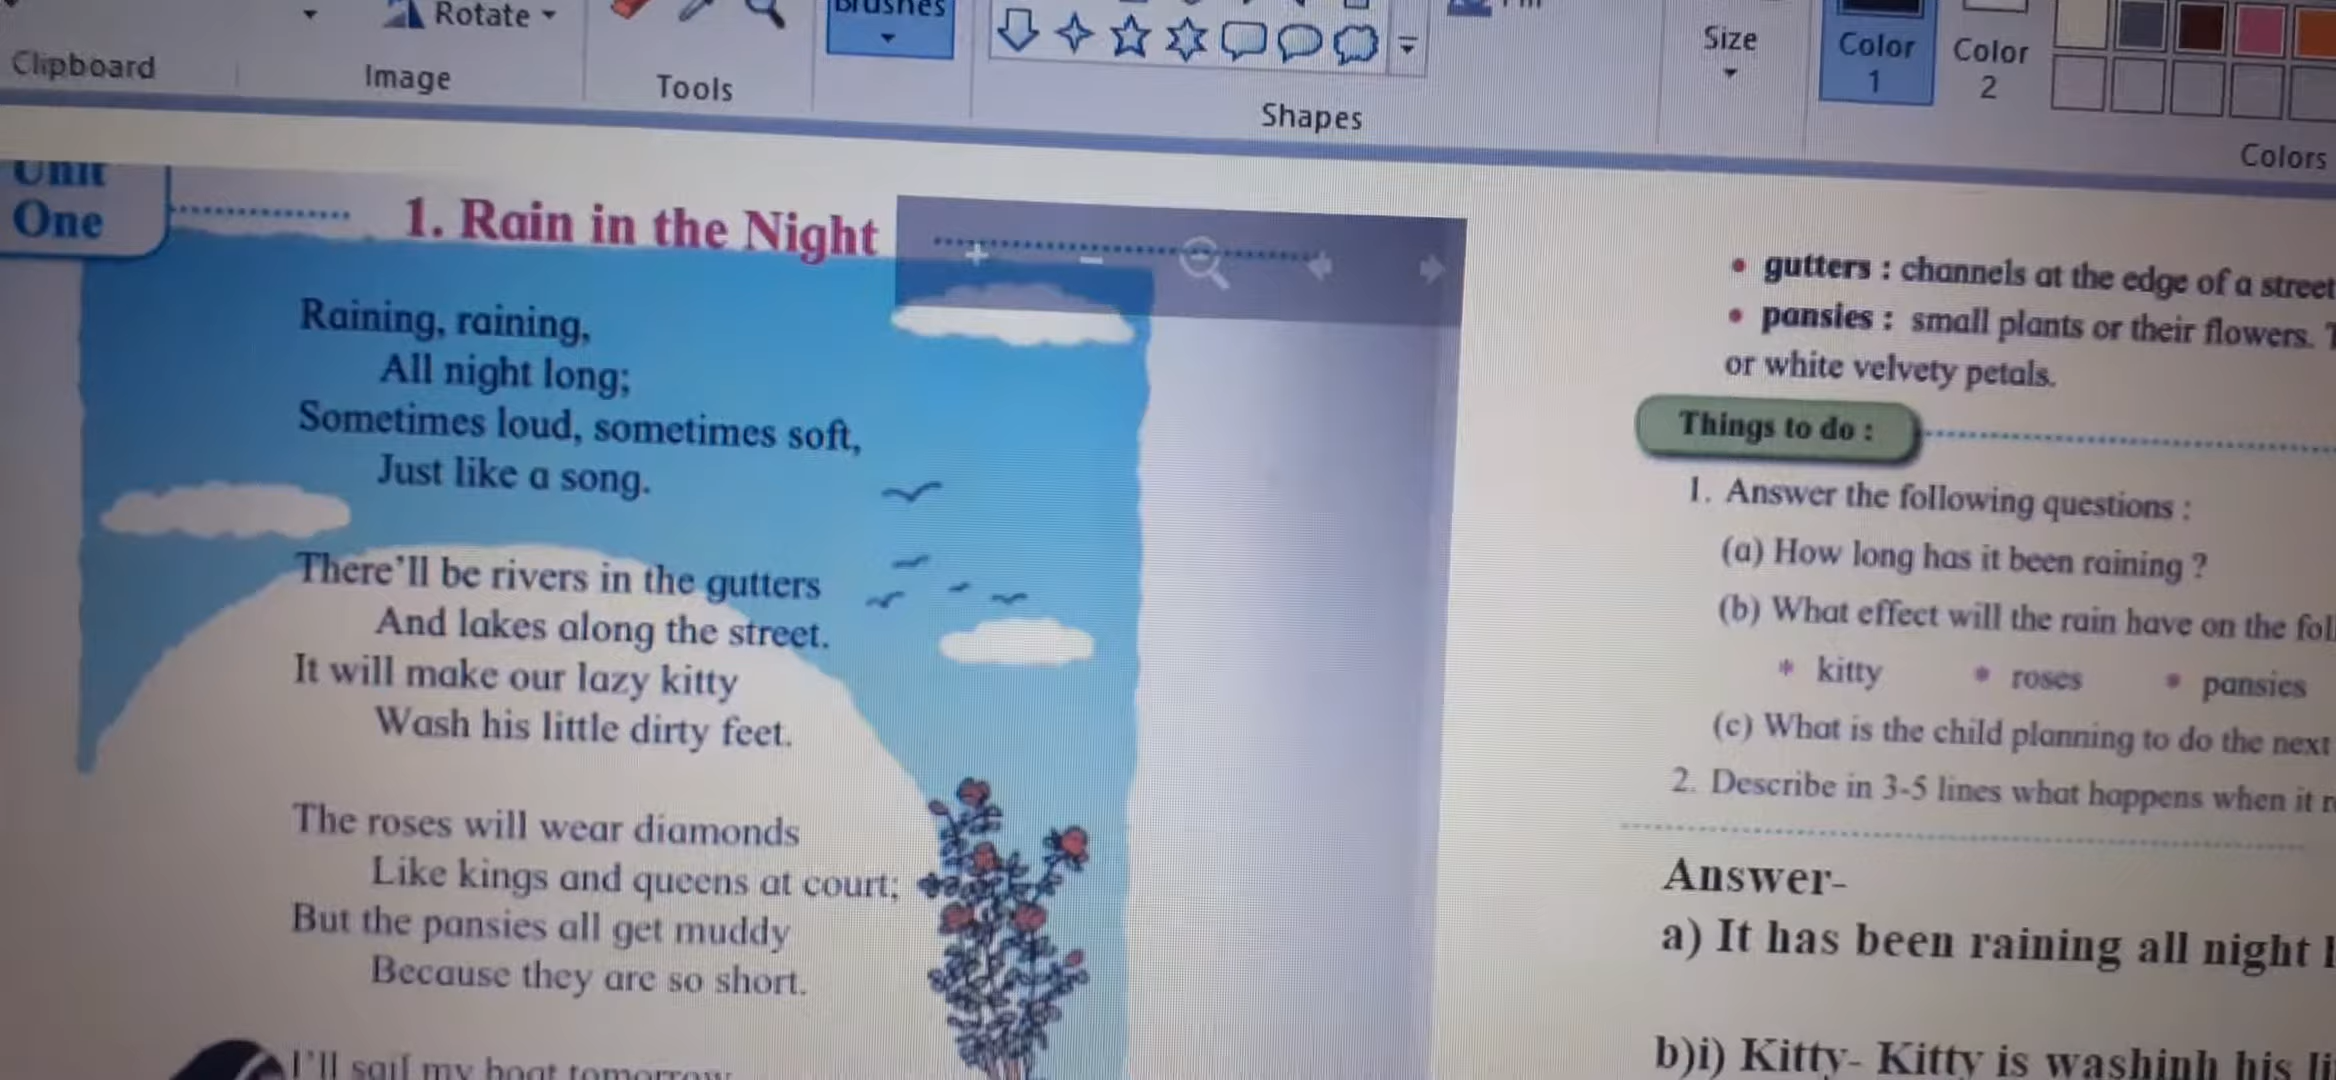 Rotate
Clipboard
Image
Tools
Brushes
Shapes
Size
Color
1
Color
2
Colors
Unit
One
1. Rain in the Night
Raining, raining,
All night long;
Sometimes loud, sometimes soft,
Just like a song.
There'll be rivers in the gutters
And lakes along the street.
It will make our lazy kitty
Wash his little dirty feet.
The roses will wear diamonds
Like kings and queens at court;
But the pansies all get muddy
Because they are so short.
I'll sail my boat tomorrow
• gutters : channels at the edge of a street
• pansies : small plants or their flowers.
or white velvety petals.
Things to do :
1. Answer the following questions :
(a) How long has it been raining ?
(b) What effect will the rain have on the
* kitty * roses * pansies
(c) What is the child planning to do the next
2. Describe in 3-5 lines what happens when it
Answer-
a) It has been raining all night
b)i) Kitty- Kitty is washinh his